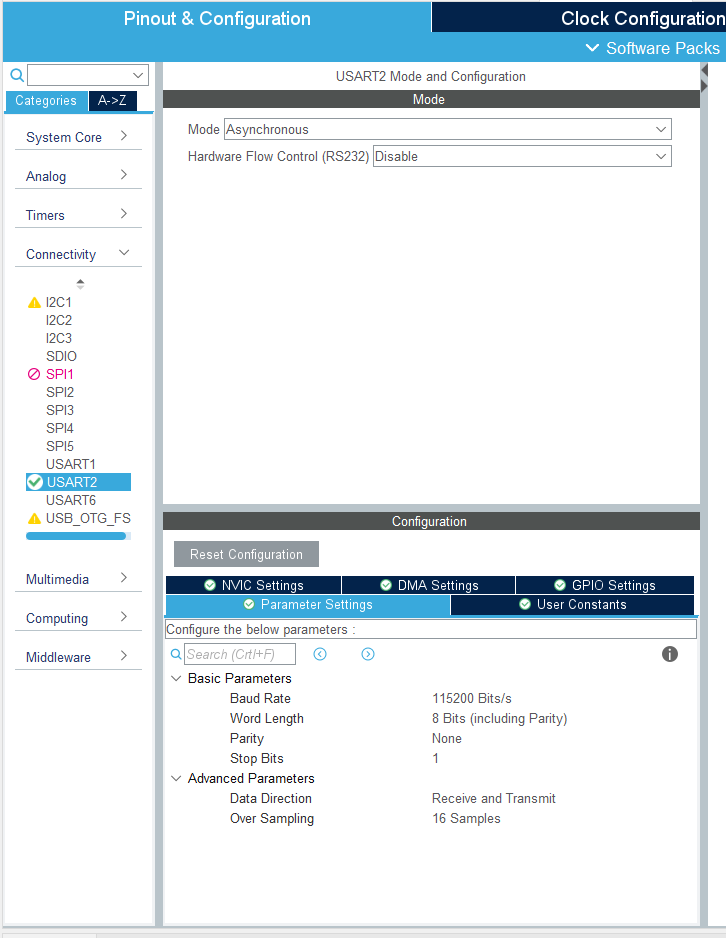 Pinout & Configuration
Clock Configuration
Software Packs
Categories
A->Z
System Core
Analog
Timers
Connectivity
I2C1
I2C2
I2C3
SDIO
SPI1
SPI2
SPI3
SPI4
SPI5
USART1
USART2
USART6
USB_OTG_FS
Multimedia
Computing
Middleware
USART2 Mode and Configuration
Mode
Mode Asynchronous
Hardware Flow Control (RS232) Disable
Configuration
Reset Configuration
NVIC Settings
DMA Settings
GPIO Settings
Parameter Settings
User Constants
Configure the below parameters :
Search (Crtl+F)
Basic Parameters
Baud Rate 115200 Bits/s
Word Length 8 Bits (including Parity)
Parity None
Stop Bits 1
Advanced Parameters
Data Direction Receive and Transmit
Over Sampling 16 Samples